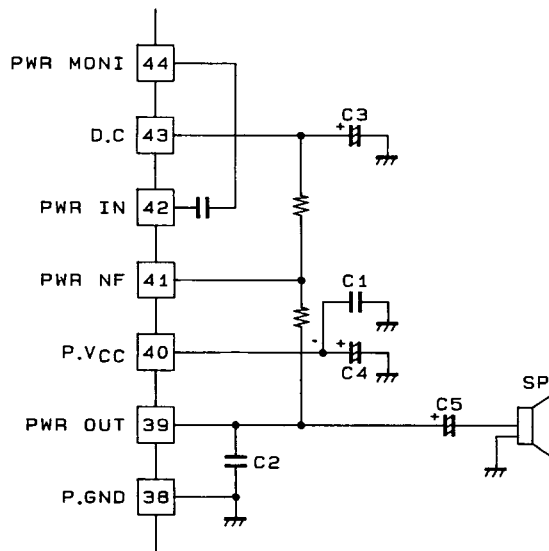 PWR MONI 44
D.C 43
C3
+
PWR IN 42
PWR NF 41
C1
P.VCC 40
- +
C4
SP
PWR OUT 39
+ C5
C2
P.GND 38